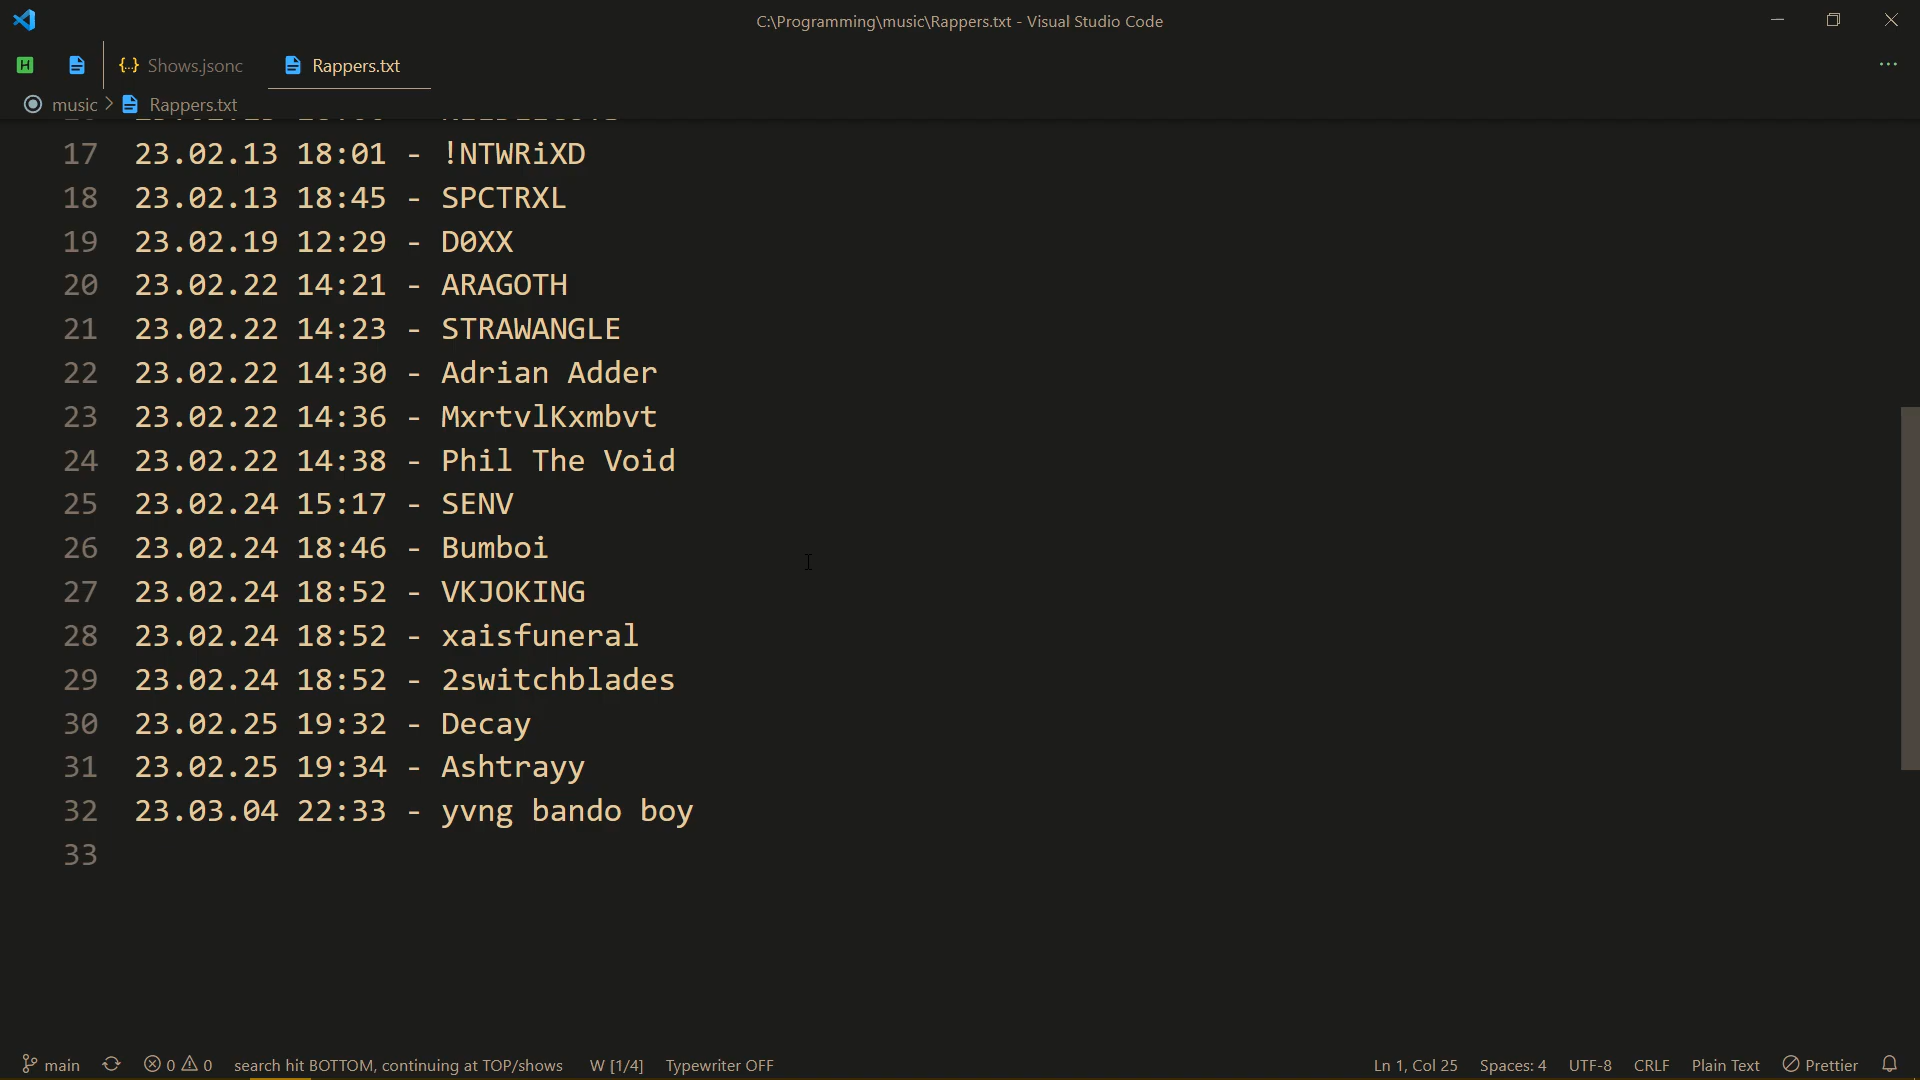 C:\Programming\music\Rappers.txt - Visual Studio Code
H
{..} Shows.jsonc
Rappers.txt
...
music > Rappers.txt
17 23.02.13 18:01 - !NTWRiXD
18 23.02.13 18:45 - SPCTRXL
19 23.02.19 12:29 - D0XX
20 23.02.22 14:21 - ARAGOTH
21 23.02.22 14:23 - STRAWANGLE
22 23.02.22 14:30 - Adrian Adder
23 23.02.22 14:36 - MxrtvlKxmbvt
24 23.02.22 14:38 - Phil The Void
25 23.02.24 15:17 - SENV
26 23.02.24 18:46 - Bumboi
27 23.02.24 18:52 - VKJOKING
28 23.02.24 18:52 - xaisfuneral
29 23.02.24 18:52 - 2switchblades
30 23.02.25 19:32 - Decay
31 23.02.25 19:34 - Ashtrayy
32 23.03.04 22:33 - yvng bando boy
33
main 0 0 search hit BOTTOM, continuing at TOP/shows W [1/4] Typewriter OFF Ln 1, Col 25 Spaces: 4 UTF-8 CRLF Plain Text Prettier